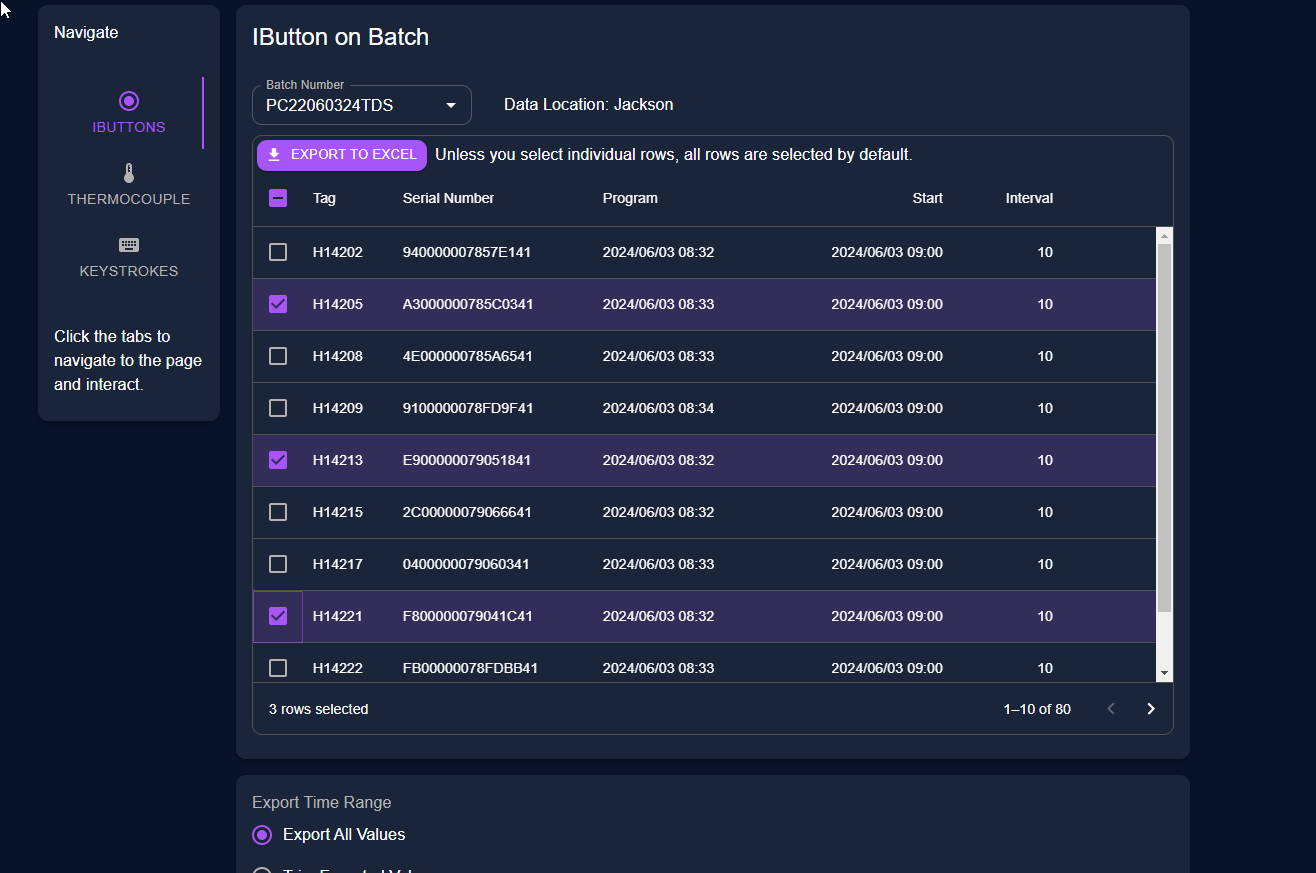 Navigate
IBUTTONS
THERMOCOUPLE
KEYSTROKES
Click the tabs to
navigate to the page
and interact.
IButton on Batch
Batch Number
PC22060324TDS
Data Location: Jackson
EXPORT TO EXCEL Unless you select individual rows, all rows are selected by default.
Tag Serial Number Program Start Interval
H14202 940000007857E141 2024/06/03 08:32 2024/06/03 09:00 10
H14205 A3000000785C0341 2024/06/03 08:33 2024/06/03 09:00 10
H14208 4E000000785A6541 2024/06/03 08:33 2024/06/03 09:00 10
H14209 9100000078FD9F41 2024/06/03 08:34 2024/06/03 09:00 10
H14213 E900000079051841 2024/06/03 08:32 2024/06/03 09:00 10
H14215 2C00000079066641 2024/06/03 08:32 2024/06/03 09:00 10
H14217 0400000079060341 2024/06/03 08:33 2024/06/03 09:00 10
H14221 F800000079041C41 2024/06/03 08:32 2024/06/03 09:00 10
H14222 FB00000078FDBB41 2024/06/03 08:33 2024/06/03 09:00 10
3 rows selected
1–10 of 80
Export Time Range
Export All Values